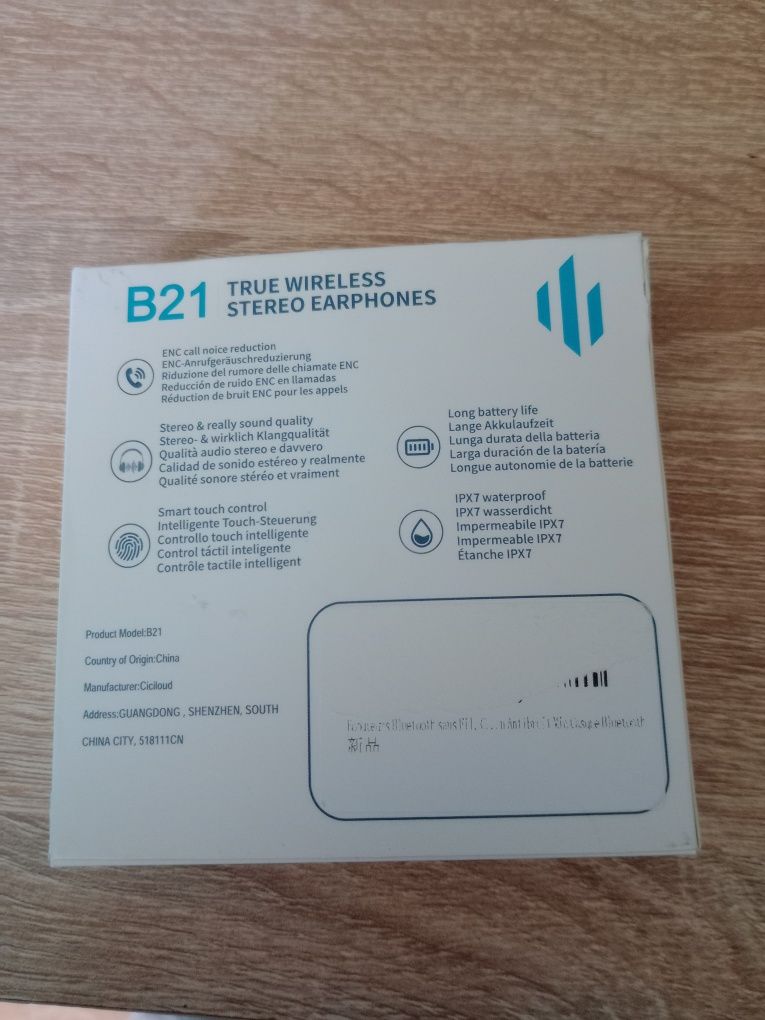 B21
TRUE WIRELESS
STEREO EARPHONES
ENC call noice reduction
ENC-Anrufgeräuschreduzierung
Riduzione del rumore delle chiamate ENC
Reducción de ruido ENC en llamadas
Réduction de bruit ENC pour les appels
Stereo & really sound quality
Stereo- & wirklich Klangqualität
Qualità audio stereo e davvero
Calidad de sonido estéreo y realmente
Qualité sonore stéréo et vraiment
Long battery life
Lange Akkulaufzeit
Lunga durata della batteria
Larga duración de la batería
Longue autonomie de la batterie
Smart touch control
Intelligente Touch-Steuerung
Controllo touch intelligente
Control táctil inteligente
Contrôle tactile intelligent
IPX7 waterproof
IPX7 wasserdicht
Impermeabile IPX7
Impermeable IPX7
Étanche IPX7
Product Model:B21
Country of Origin:China
Manufacturer:Ciciloud
Address:GUANGDONG , SHENZHEN, SOUTH
CHINA CITY, 518111CN
Bluetooth sans Bluetooth
新品